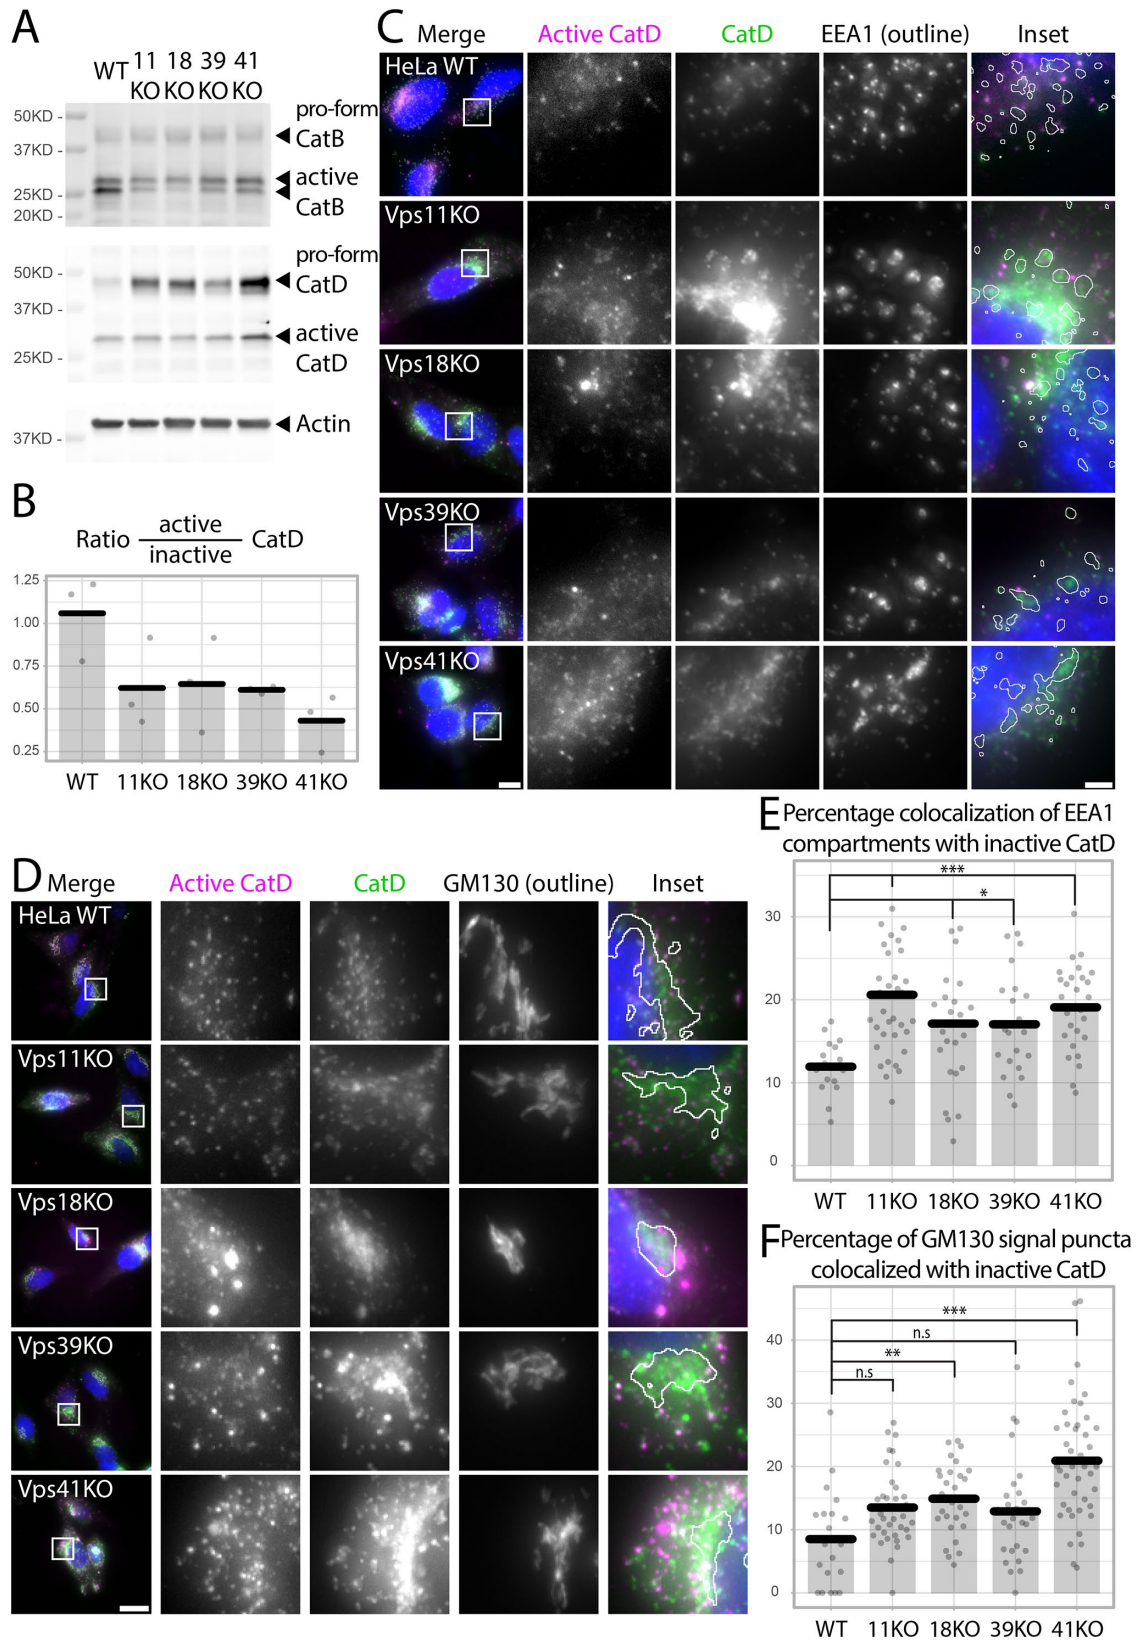 A
WT 11 18 39 41
KO KO KO KO
50KD -
37KD -
25KD -
20KD -
pro-form
CatB
active
CatB
50KD -
37KD -
25KD -
pro-form
CatD
active
CatD
37KD -
Actin
B
Ratio active CatD
inactive
1.25
1.00
0.75
0.50
0.25
WT 11KO 18KO 39KO 41KO
C
Merge Active CatD CatD EEA1 (outline) Inset
HeLa WT
Vps11KO
Vps18KO
Vps39KO
Vps41KO
D
Merge Active CatD CatD GM130 (outline) Inset
HeLa WT
Vps11KO
Vps18KO
Vps39KO
Vps41KO
E
Percentage colocalization of EEA1
compartments with inactive CatD
***
*
30
20
10
0
WT 11KO 18KO 39KO 41KO
F
Percentage of GM130 signal puncta
colocalized with inactive CatD
***
n.s
**
n.s
40
30
20
10
0
WT 11KO 18KO 39KO 41KO